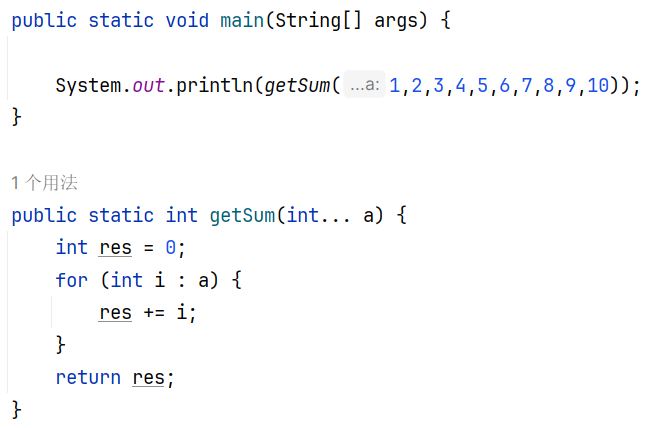 public static void main(String[] args) {
System.out.println(getSum( ...a: 1,2,3,4,5,6,7,8,9,10));
}
1 个用法
public static int getSum(int... a) {
int res = 0;
for (int i : a) {
res += i;
}
return res;
}